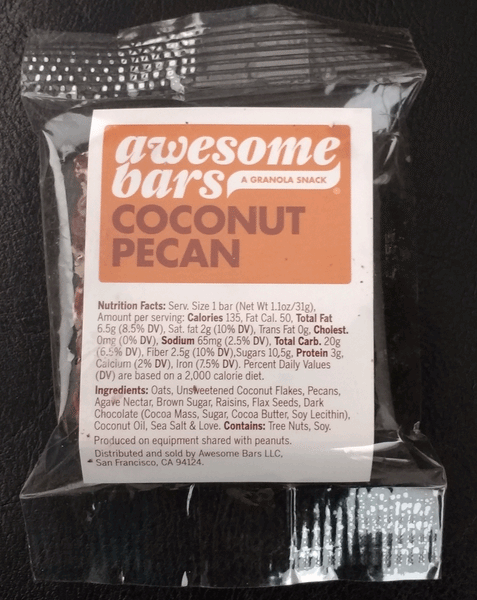 awesome
bars
A GRANOLA SNACK
®
COCONUT
PECAN
Nutrition Facts: Serv. Size 1 bar (Net Wt 1.1oz/31g),
Amount per serving: Calories 135, Fat Cal. 50, Total Fat
6.5g (8.5% DV), Sat. fat 2g (10% DV), Trans Fat 0g, Cholest.
0mg (0% DV), Sodium 65mg (2.5% DV), Total Carb. 20g
(6.5% DV), Fiber 2.5g (10% DV),Sugars 10,5g, Protein 3g,
Calcium (2% DV), Iron (7.5% DV). Percent Daily Values
(DV) are based on a 2,000 calorie diet.
Ingredients: Oats, Unsweetened Coconut Flakes, Pecans,
Agave Nectar, Brown Sugar, Raisins, Flax Seeds, Dark
Chocolate (Cocoa Mass, Sugar, Cocoa Butter, Soy Lecithin),
Coconut Oil, Sea Salt & Love. Contains: Tree Nuts, Soy.
Produced on equipment shared with peanuts.
Distributed and sold by Awesome Bars LLC,
San Francisco, CA 94124.